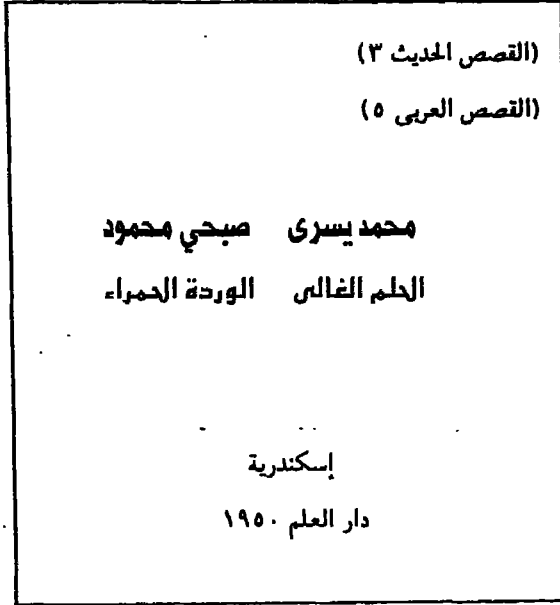 (القصص الحديث ٣)
(القصص العربى ٥)
محمد يسرى صبحي محمود
الحلم الغالى الوردة الحمراء
إسكندرية
دار العلم ١٩٥٠